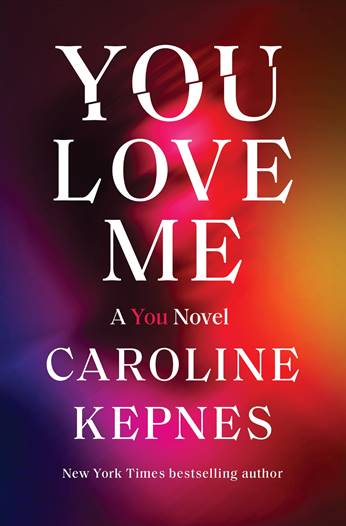 YOU
LOVE
ME
A You Novel
CAROLINE
KEPNES
New York Times bestselling author